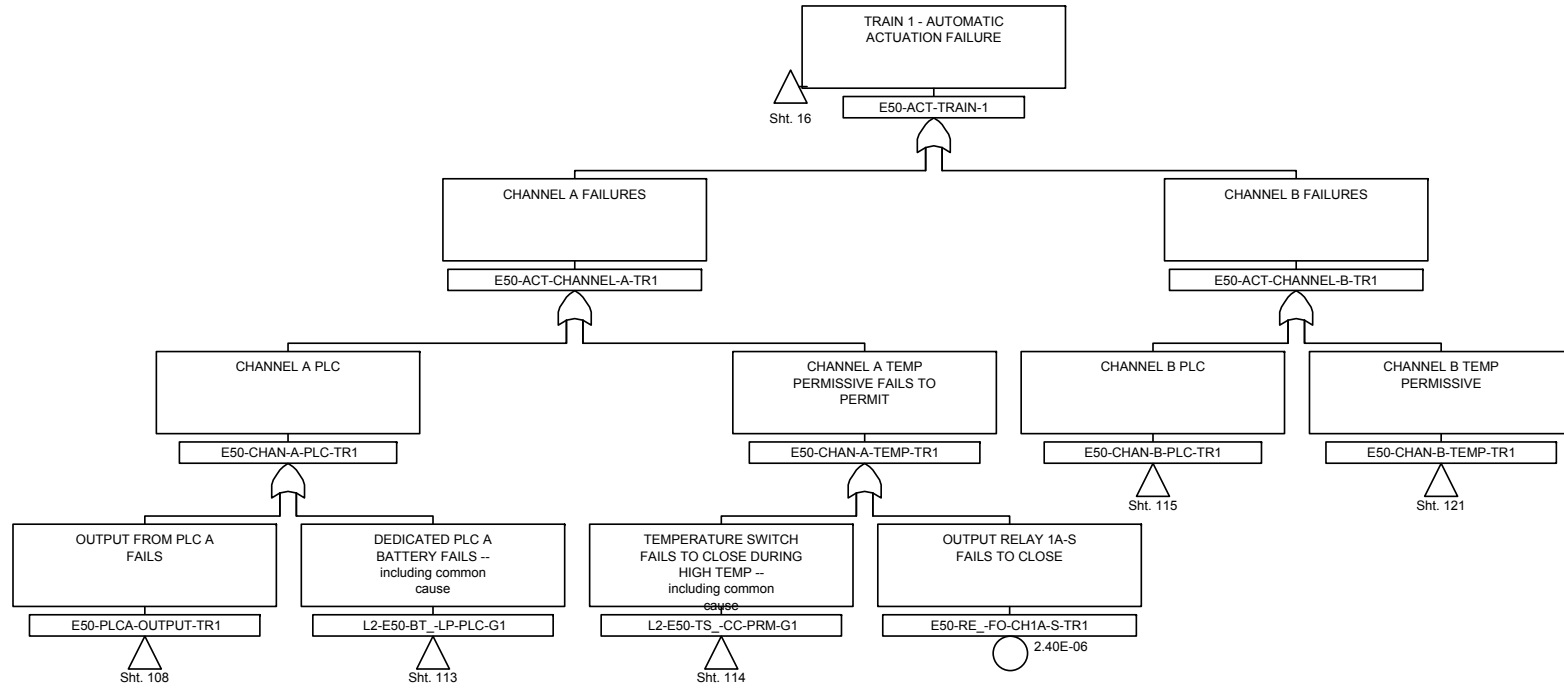 TRAIN 1 - AUTOMATIC
ACTUATION FAILURE
Sht. 16
E50-ACT-TRAIN-1
CHANNEL A FAILURES
E50-ACT-CHANNEL-A-TR1
CHANNEL B FAILURES
E50-ACT-CHANNEL-B-TR1
CHANNEL A PLC
E50-CHAN-A-PLC-TR1
CHANNEL A TEMP
PERMISSIVE FAILS TO
PERMIT
E50-CHAN-A-TEMP-TR1
CHANNEL B PLC
E50-CHAN-B-PLC-TR1
Sht. 115
CHANNEL B TEMP
PERMISSIVE
E50-CHAN-B-TEMP-TR1
Sht. 121
OUTPUT FROM PLC A
FAILS
E50-PLCA-OUTPUT-TR1
Sht. 108
DEDICATED PLC A
BATTERY FAILS --
including common
cause
L2-E50-BT_-LP-PLC-G1
Sht. 113
TEMPERATURE SWITCH
FAILS TO CLOSE DURING
HIGH TEMP --
including common
cause
L2-E50-TS_-CC-PRM-G1
Sht. 114
OUTPUT RELAY 1A-S
FAILS TO CLOSE
E50-RE_-FO-CH1A-S-TR1
2.40E-06